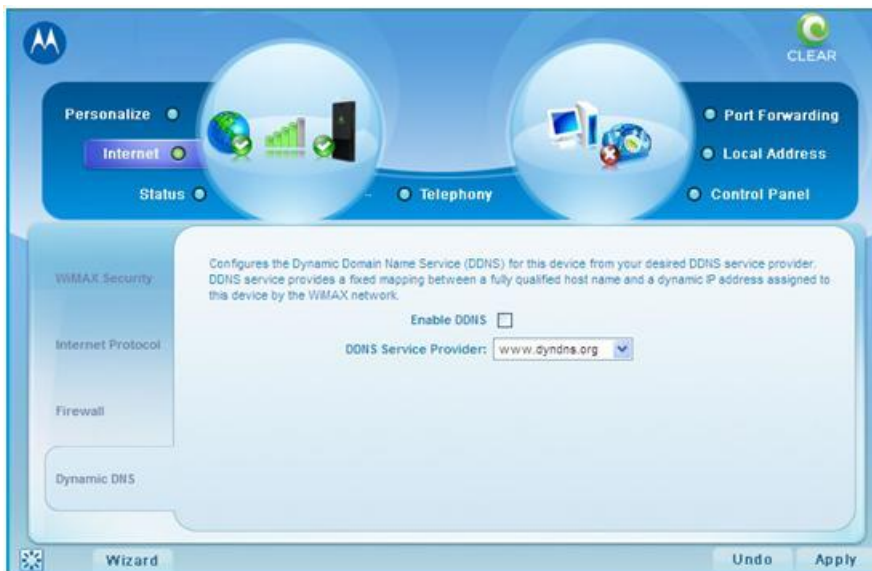 CLEAR
Personalize
Internet
Status
Telephony
Port Forwarding
Local Address
Control Panel
WiMAX Security
Internet Protocol
Firewall
Dynamic DNS
Configures the Dynamic Domain Name Service (DDNS) for this device from your desired DDNS service provider.
DDNS service provides a fixed mapping between a fully qualified host name and a dynamic IP address assigned to
this device by the WiMAX network.
Enable DDNS
DDNS Service Provider: www.dyndns.org
Wizard
Undo
Apply